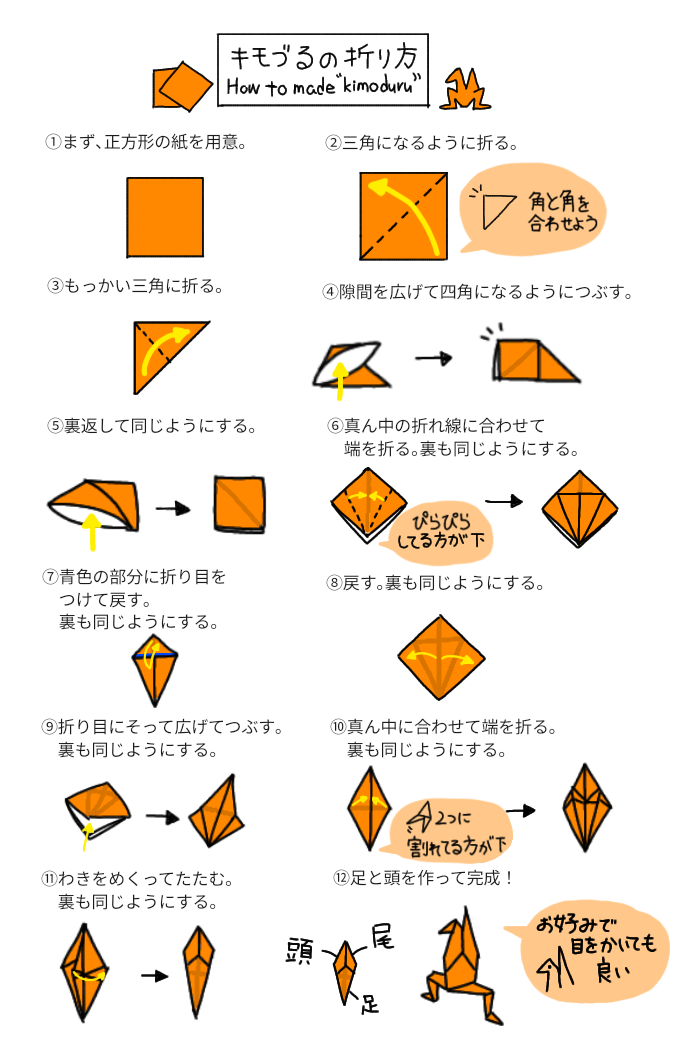 キモづるの折り方
How to made "kimoduru"
①まず、正方形の紙を用意。
②三角になるように折る。
角と角を
合わせよう
③もっかい三角に折る。
④隙間を広げて四角になるようにつぶす。
⑤裏返して同じようにする。
⑥真ん中の折れ線に合わせて
端を折る。裏も同じようにする。
ぴらぴら
してる方が下
⑦青色の部分に折り目を
つけて戻す。
裏も同じようにする。
⑧戻す。裏も同じようにする。
⑨折り目にそって広げてつぶす。
裏も同じようにする。
⑩真ん中に合わせて端を折る。
裏も同じようにする。
2つに
割れてる方が下
⑪わきをめくってたたむ。
裏も同じようにする。
⑫足と頭を作って完成！
頭
尾
足
お好みで
目をかいても
良い